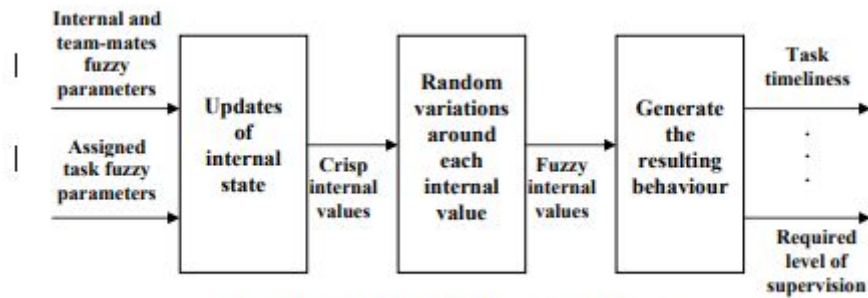 Internal and
team-mates
fuzzy
parameters
Assigned
task fuzzy
parameters
Updates
of
internal
state
Crisp
internal
values
Random
variations
around
each
internal
value
Fuzzy
internal
values
Generate
the
resulting
behaviour
Task
timeliness
Required
level of
supervision